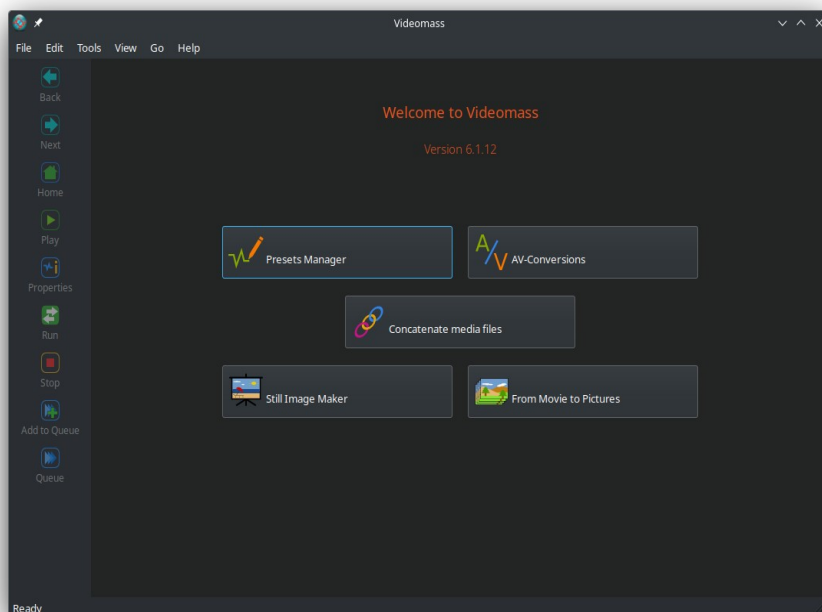 Videomass
File Edit Tools View Go Help
Back
Next
Home
Play
Properties
Run
Stop
Add to Queue
Queue
Welcome to Videomass
Version 6.1.12
Presets Manager
A/V AV-Conversions
Concatenate media files
Still Image Maker
From Movie to Pictures
Ready